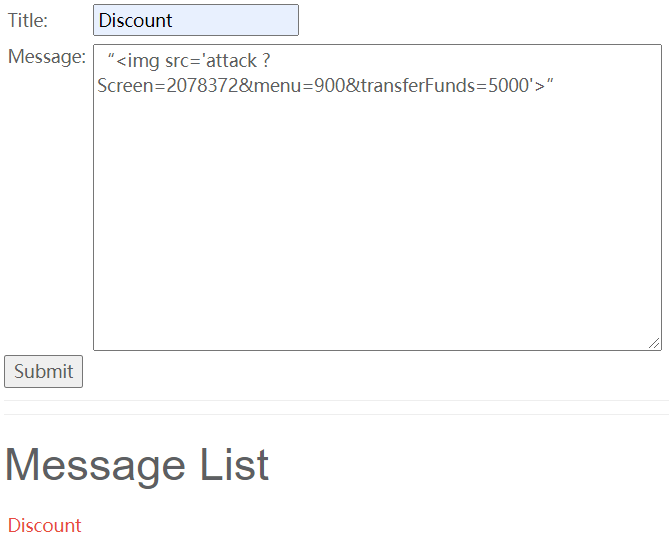 Title:
Discount
Message:
“<img src='attack ?
Screen=2078372&menu=900&transferFunds=5000'>”
Submit
Message List
Discount